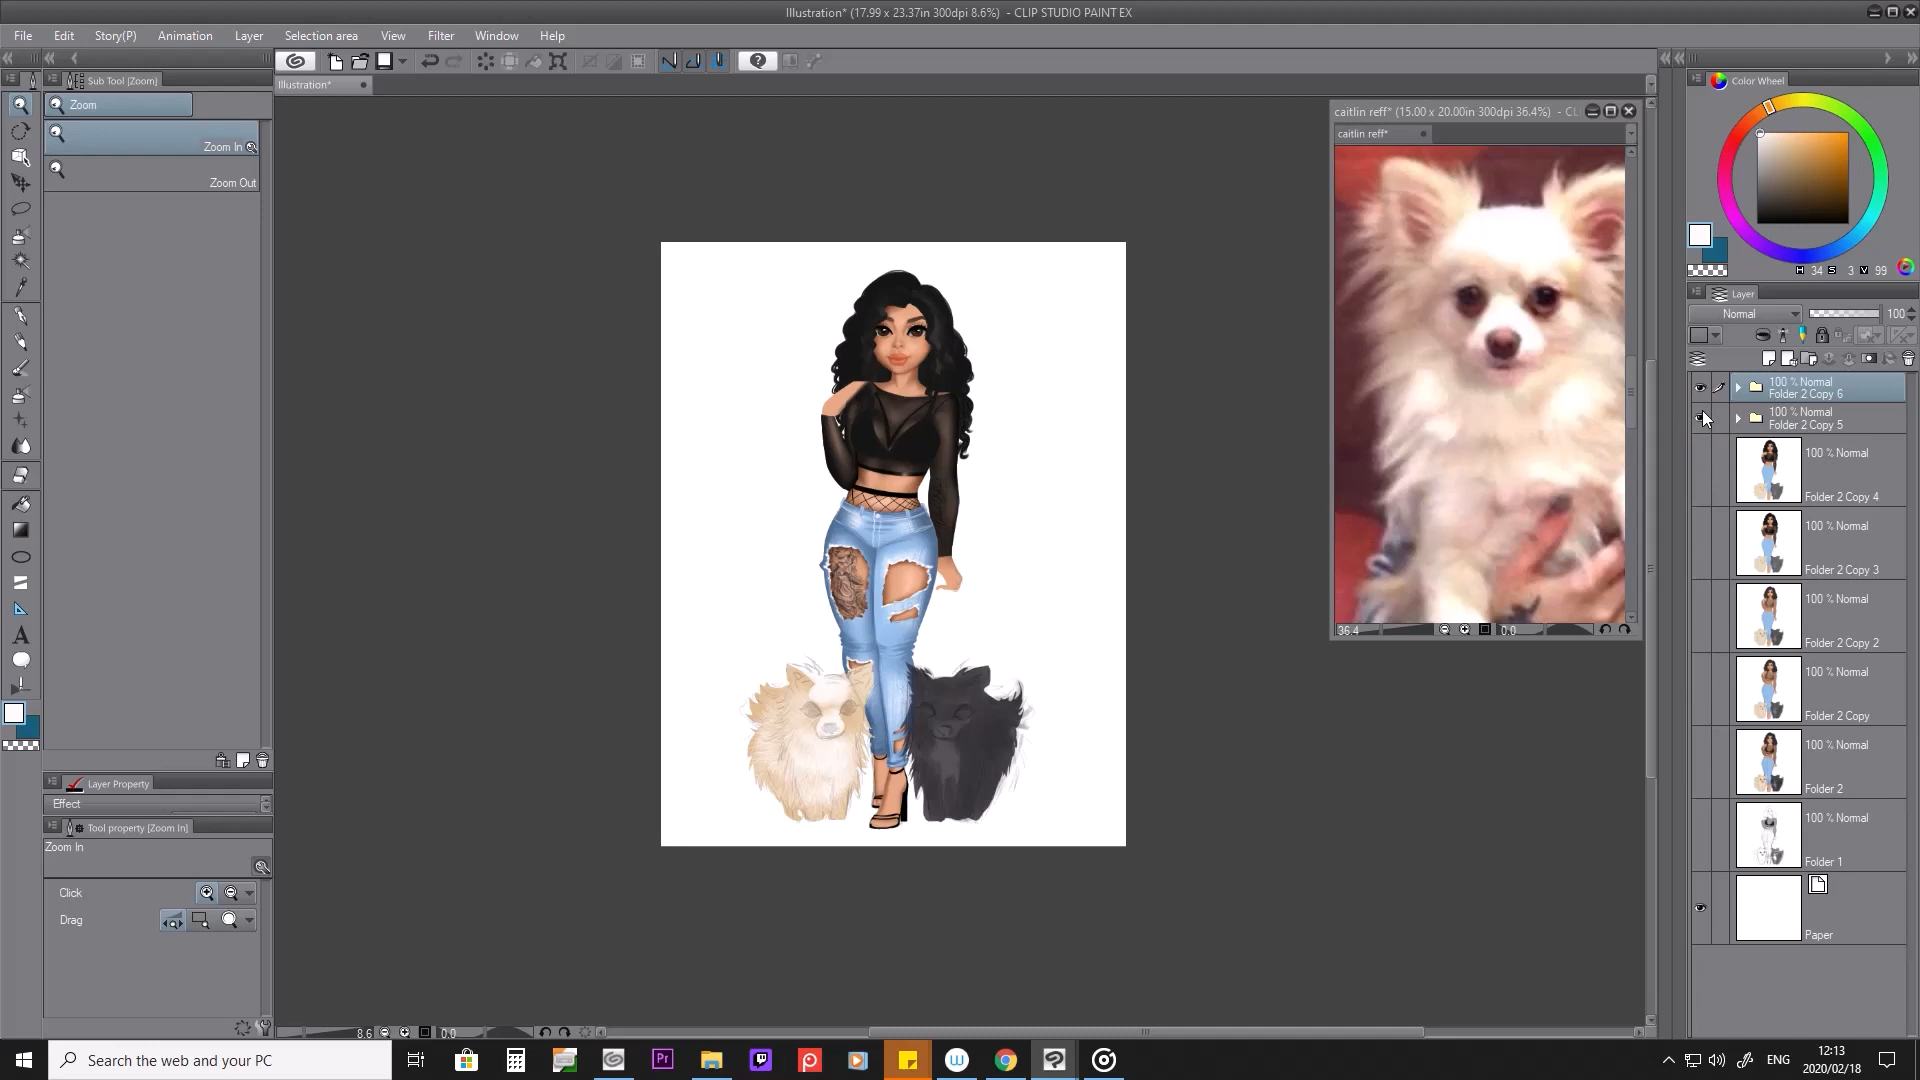 Illustration* (17.99 x 23.37in 300dpi 8.6%) - CLIP STUDIO PAINT EX
File Edit Story(P) Animation Layer Selection area View Filter Window Help
Sub Tool [Zoom]
Zoom
Zoom In
Zoom Out
Illustration*
caitlin reff* (15.00 x 20.00in 300dpi 36.4%) - CLI
caitlin reff*
36.4
0.0
Color Wheel
H 34 S 3 V 99
Layer
Normal 100
100 % Normal
Folder 2 Copy 6
100 % Normal
Folder 2 Copy 5
100 % Normal
Folder 2 Copy 4
100 % Normal
Folder 2 Copy 3
100 % Normal
Folder 2 Copy 2
100 % Normal
Folder 2 Copy
100 % Normal
Folder 2
100 % Normal
Folder 1
Paper
Layer Property
Effect
Tool property [Zoom In]
Zoom In
Click
Drag
8.6
0.0
Search the web and your PC
ENG
12:13
2020/02/18